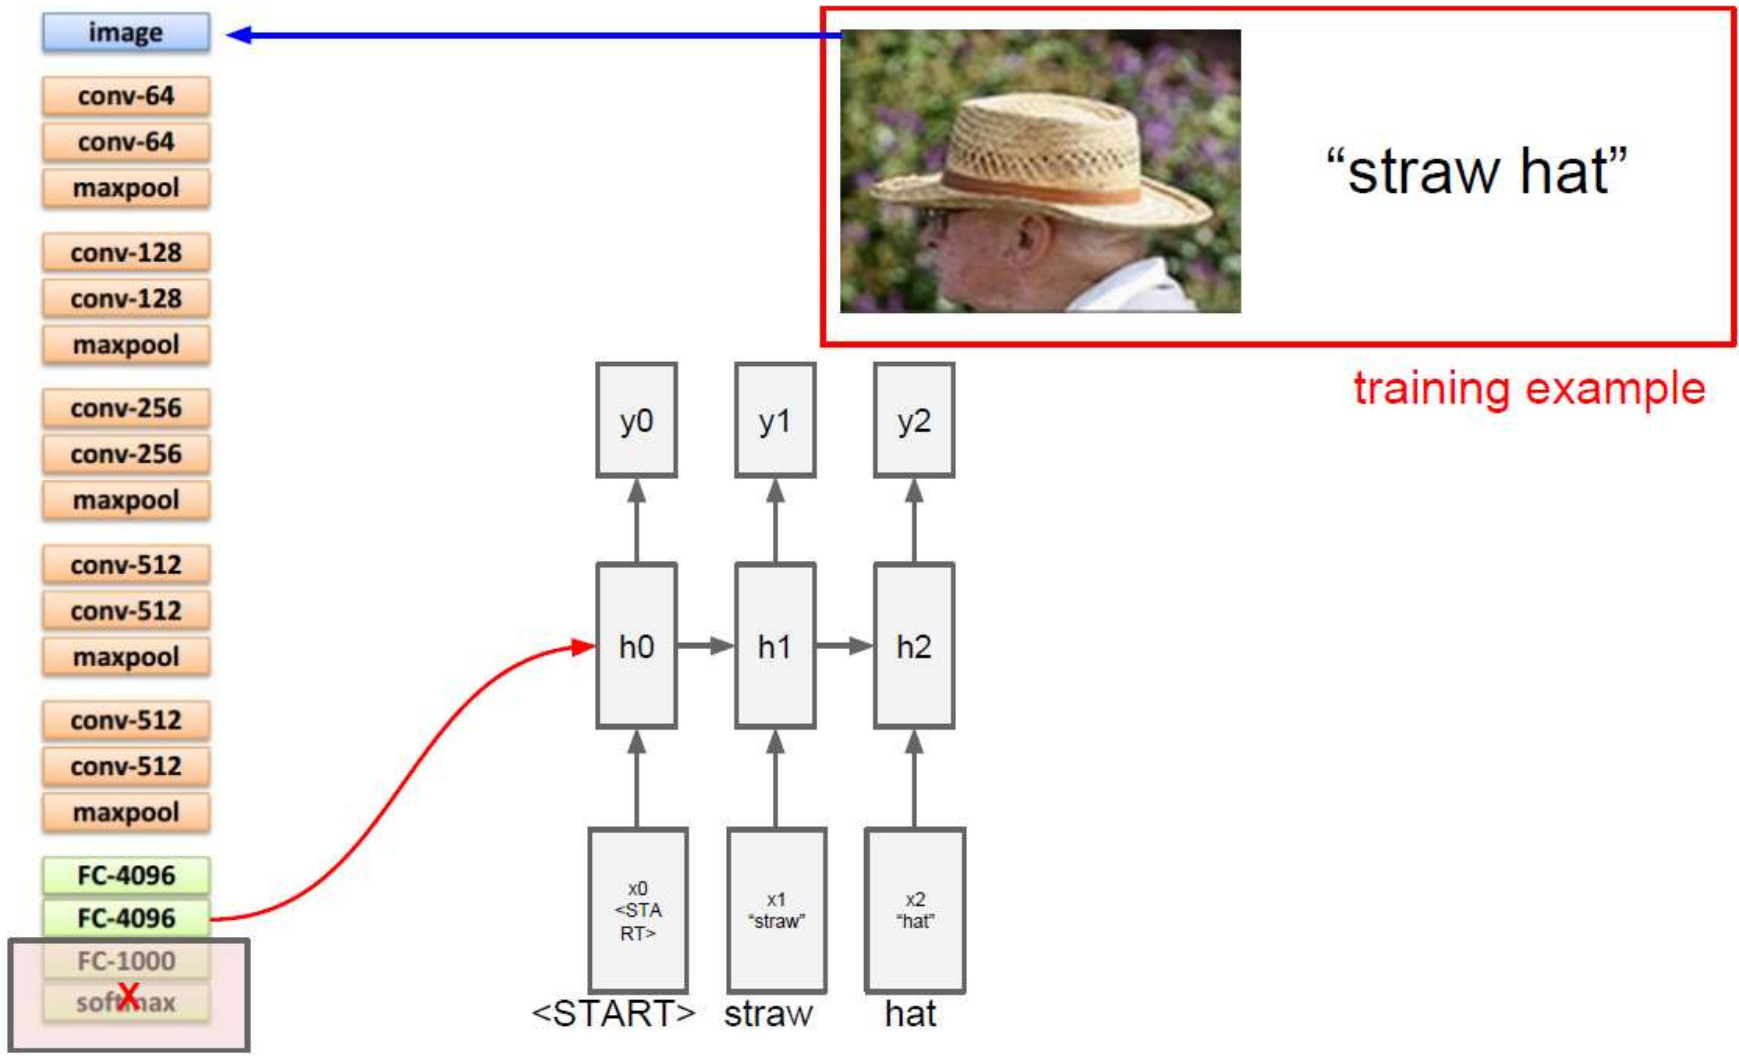 image
conv-64
conv-64
maxpool
conv-128
conv-128
maxpool
conv-256
conv-256
maxpool
conv-512
conv-512
maxpool
conv-512
conv-512
maxpool
FC-4096
FC-4096
FC-1000
softmax
X
“straw hat”
training example
y0
y1
y2
h0
h1
h2
x0
<STA
RT>
x1
“straw”
x2
“hat”
<START>
straw
hat